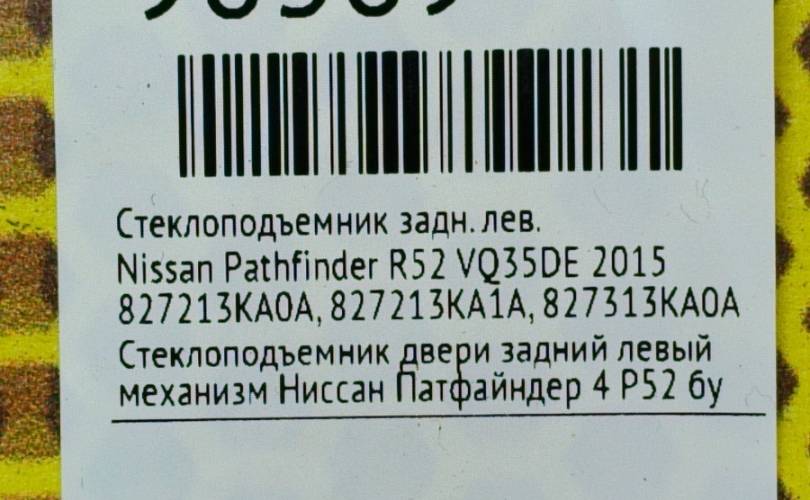 Стеклоподъемник задн. лев.
Nissan Pathfinder R52 VQ35DE 2015
827213KA0A, 827213KA1A, 827313KA0A
Стеклоподъемник двери задний левый
механизм Ниссан Патфайндер 4 Р52 бу